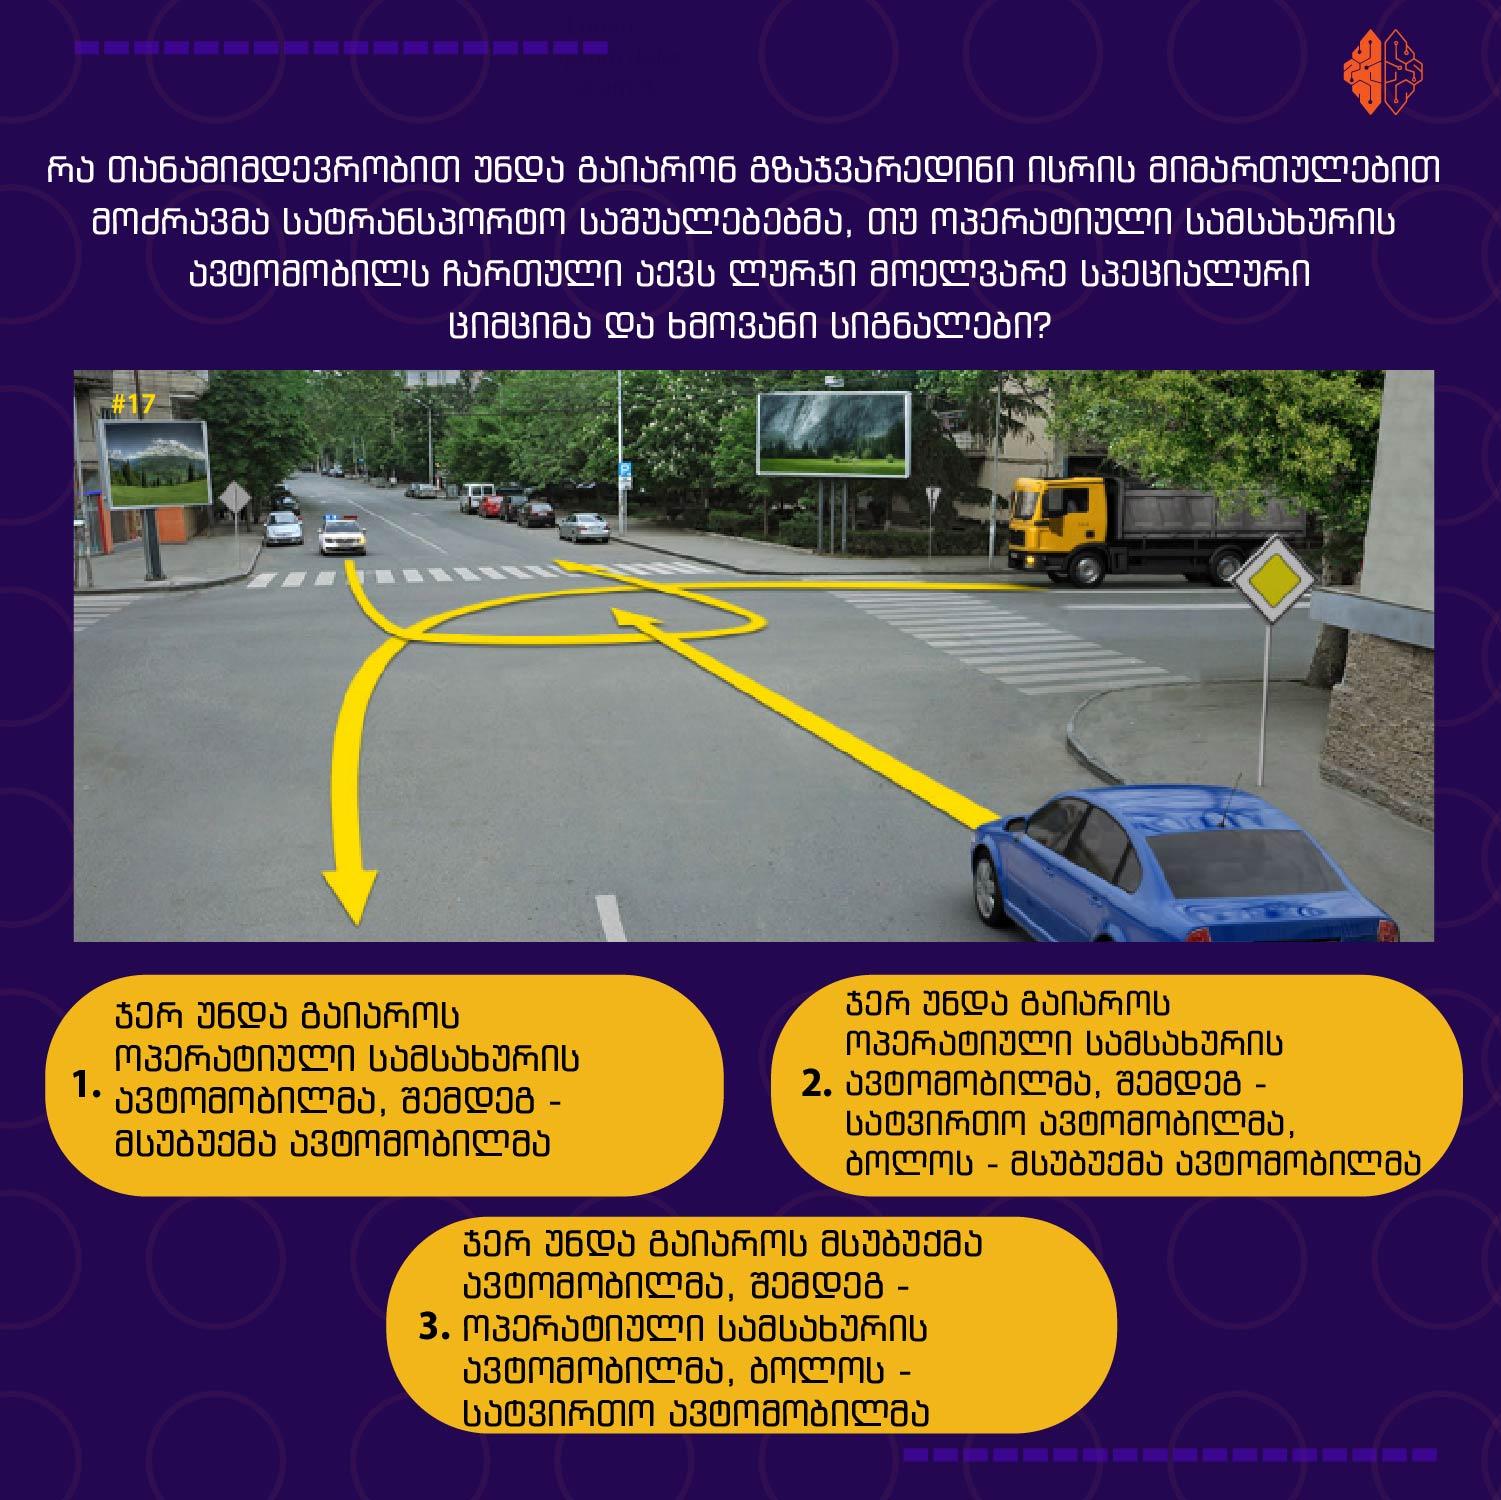 რა თანამიმდევრობით უნდა გაიარონ გზაჯვარედინი ისრის მიმართულებით
მოძრავმა სატრანსპორტო საშუალებებმა, თუ ოპერატიული სამსახურის
ავტომობილს ჩართული აქვს ლურჯი მოელვარე სპეციალური
ციმციმა და ხმოვანი სიგნალები?
#17
P
1. ჯერ უნდა გაიაროს
ოპერატიული სამსახურის
ავტომობილმა, შემდეგ -
მსუბუქმა ავტომობილმა
2. ჯერ უნდა გაიაროს
ოპერატიული სამსახურის
ავტომობილმა, შემდეგ -
სატვირთო ავტომობილმა,
ბოლოს - მსუბუქმა ავტომობილმა
3. ჯერ უნდა გაიაროს მსუბუქმა
ავტომობილმა, შემდეგ -
ოპერატიული სამსახურის
ავტომობილმა, ბოლოს -
სატვირთო ავტომობილმა